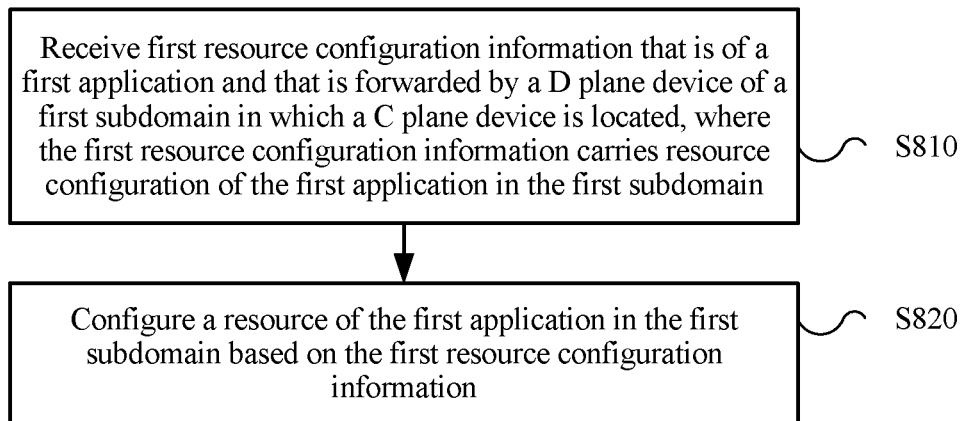 Receive first resource configuration information that is of a
first application and that is forwarded by a D plane device of a
first subdomain in which a C plane device is located, where
the first resource configuration information carries resource
configuration of the first application in the first subdomain
S810
Configure a resource of the first application in the first
subdomain based on the first resource configuration
information
S820